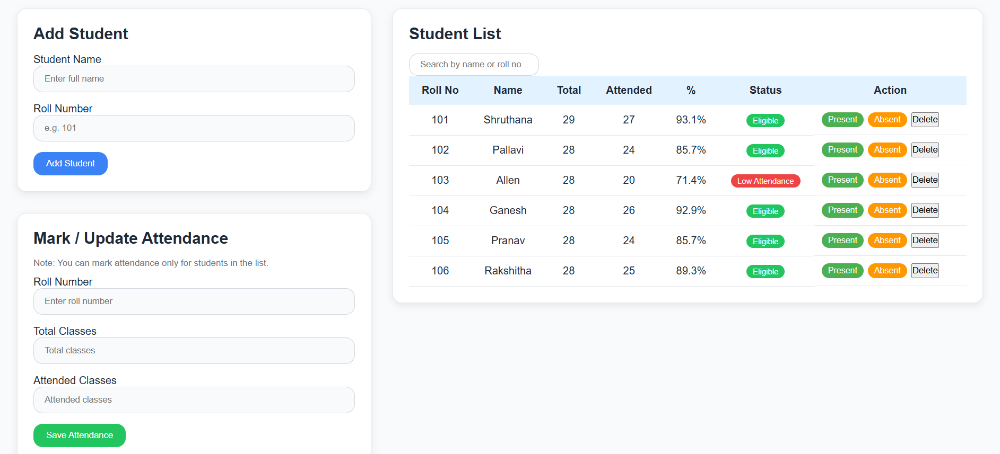 Add Student
Student Name
Enter full name
Roll Number
e.g. 101
Add Student
Mark / Update Attendance
Note: You can mark attendance only for students in the list.
Roll Number
Enter roll number
Total Classes
Total classes
Attended Classes
Attended classes
Save Attendance
Student List
Search by name or roll no...
Roll No Name Total Attended % Status Action
101 Shruthana 29 27 93.1% Eligible Present Absent Delete
102 Pallavi 28 24 85.7% Eligible Present Absent Delete
103 Allen 28 20 71.4% Low Attendance Present Absent Delete
104 Ganesh 28 26 92.9% Eligible Present Absent Delete
105 Pranav 28 24 85.7% Eligible Present Absent Delete
106 Rakshitha 28 25 89.3% Eligible Present Absent Delete